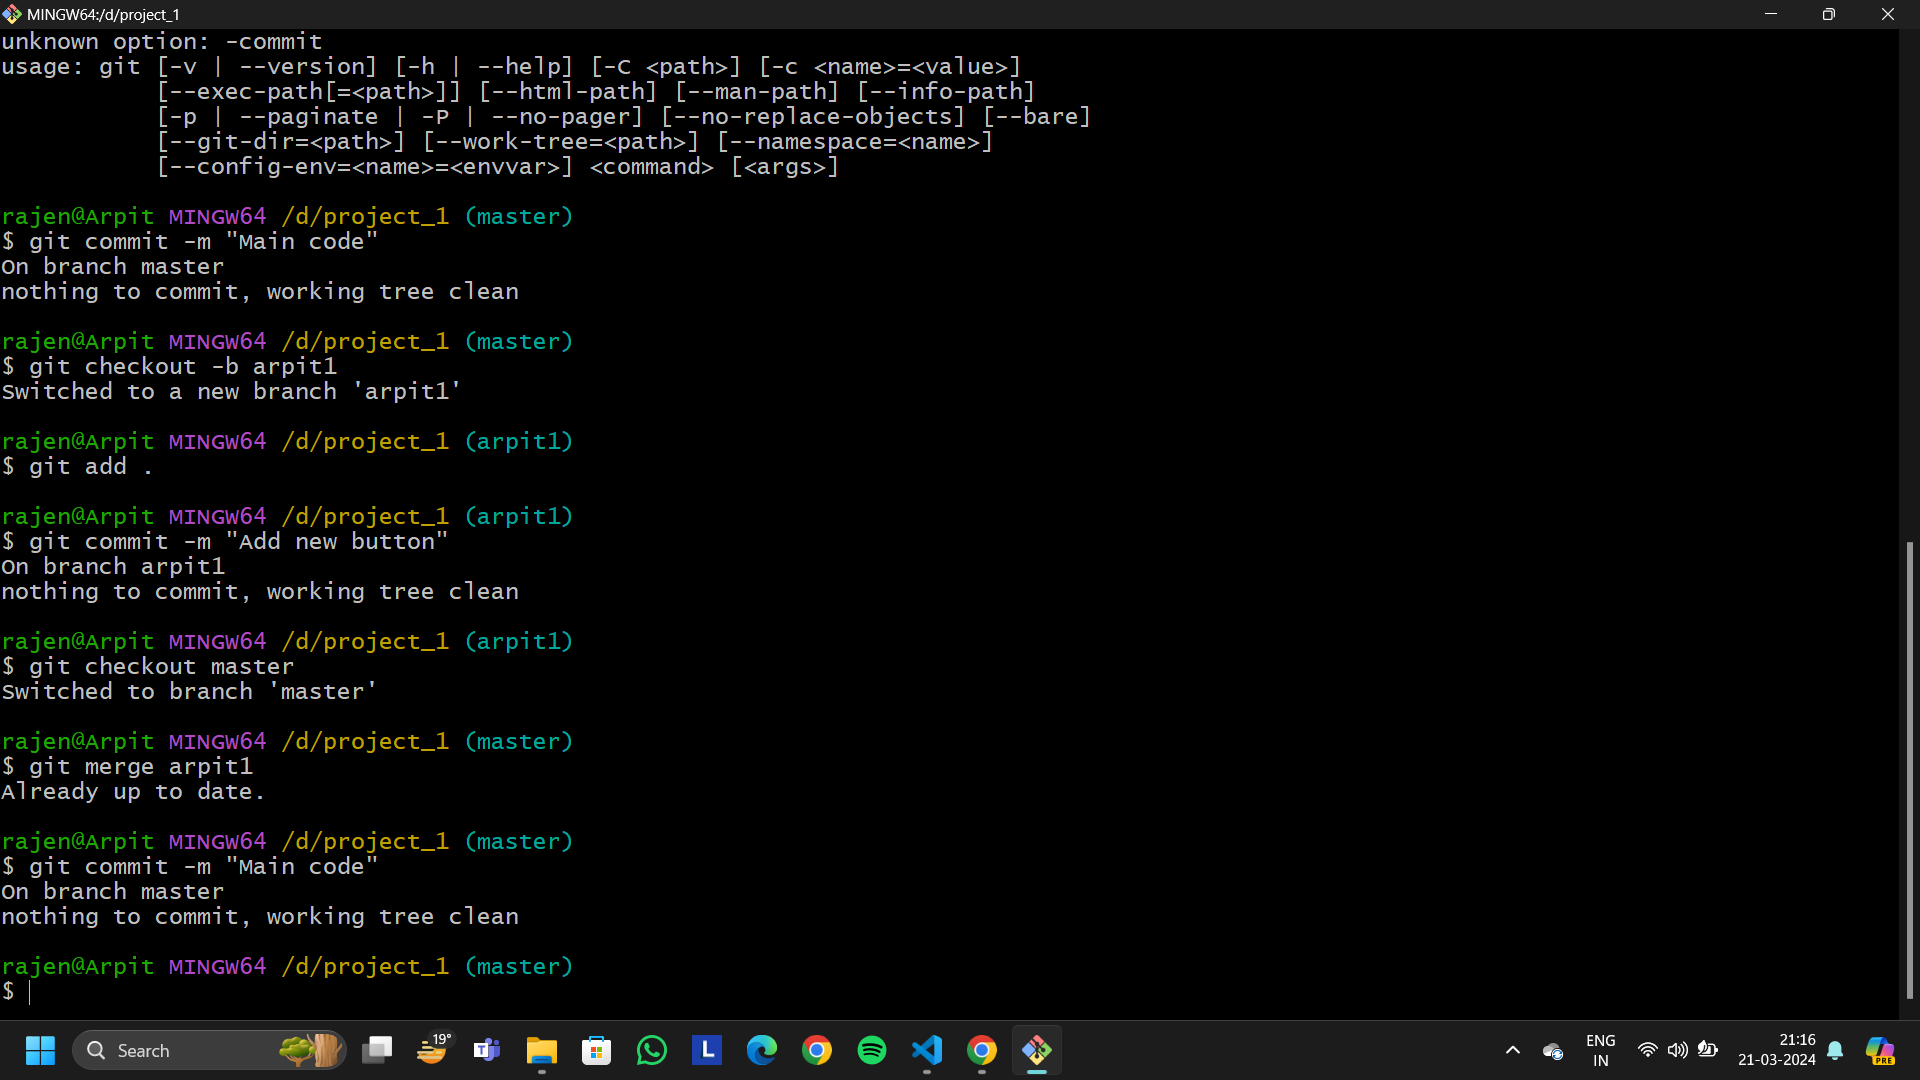 MINGW64:/d/project_1
unknown option: -commit
usage: git [-v | --version] [-h | --help] [-C <path>] [-c <name>=<value>]
           [--exec-path[=<path>]] [--html-path] [--man-path] [--info-path]
           [-p | --paginate | -P | --no-pager] [--no-replace-objects] [--bare]
           [--git-dir=<path>] [--work-tree=<path>] [--namespace=<name>]
           [--config-env=<name>=<envvar>] <command> [<args>]

rajen@Arpit MINGW64 /d/project_1 (master)
$ git commit -m "Main code"
On branch master
nothing to commit, working tree clean

rajen@Arpit MINGW64 /d/project_1 (master)
$ git checkout -b arpit1
Switched to a new branch 'arpit1'

rajen@Arpit MINGW64 /d/project_1 (arpit1)
$ git add .

rajen@Arpit MINGW64 /d/project_1 (arpit1)
$ git commit -m "Add new button"
On branch arpit1
nothing to commit, working tree clean

rajen@Arpit MINGW64 /d/project_1 (arpit1)
$ git checkout master
Switched to branch 'master'

rajen@Arpit MINGW64 /d/project_1 (master)
$ git merge arpit1
Already up to date.

rajen@Arpit MINGW64 /d/project_1 (master)
$ git commit -m "Main code"
On branch master
nothing to commit, working tree clean

rajen@Arpit MINGW64 /d/project_1 (master)
$
Search
19°
L
ENG
IN
21:16
21-03-2024
PRE